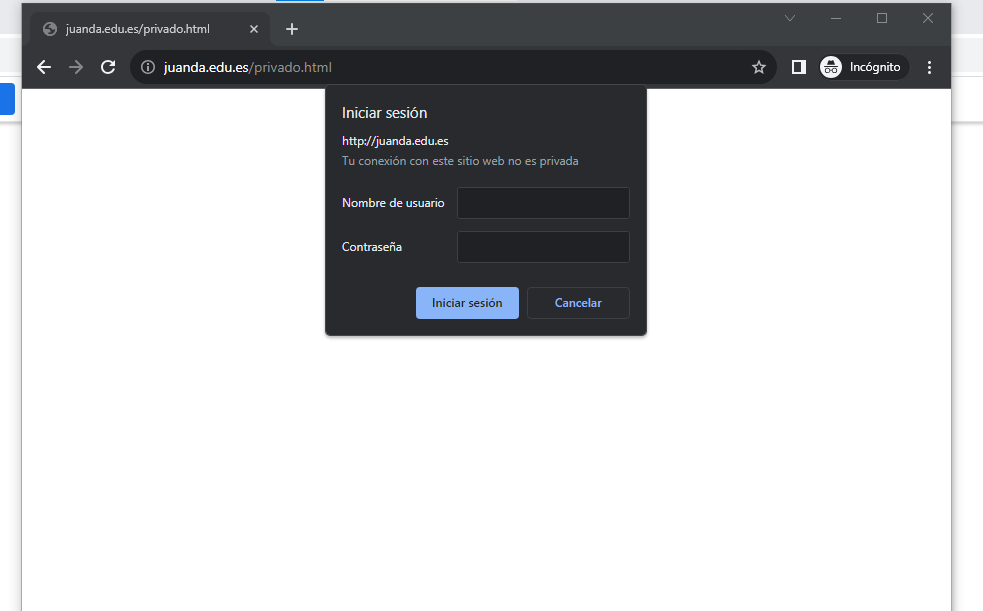 juanda.edu.es/privado.html
juanda.edu.es/privado.html
Incógnito
Iniciar sesión
http://juanda.edu.es
Tu conexión con este sitio web no es privada
Nombre de usuario
Contraseña
Iniciar sesión
Cancelar